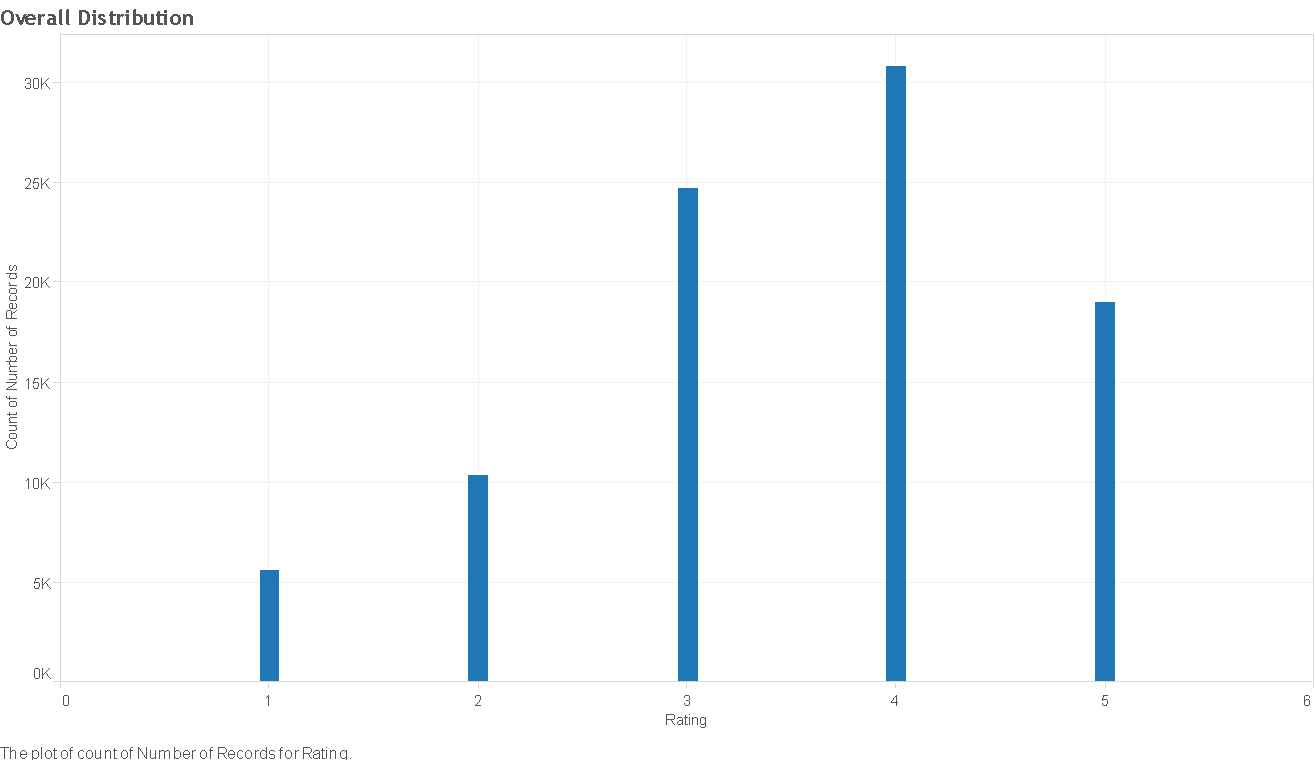 Overall Distribution
Count of Number of Records
30K
25K
20K
15K
10K
5K
0K
0 1 2 3 4 5 6
Rating
The plot of count of Number of Records for Rating.